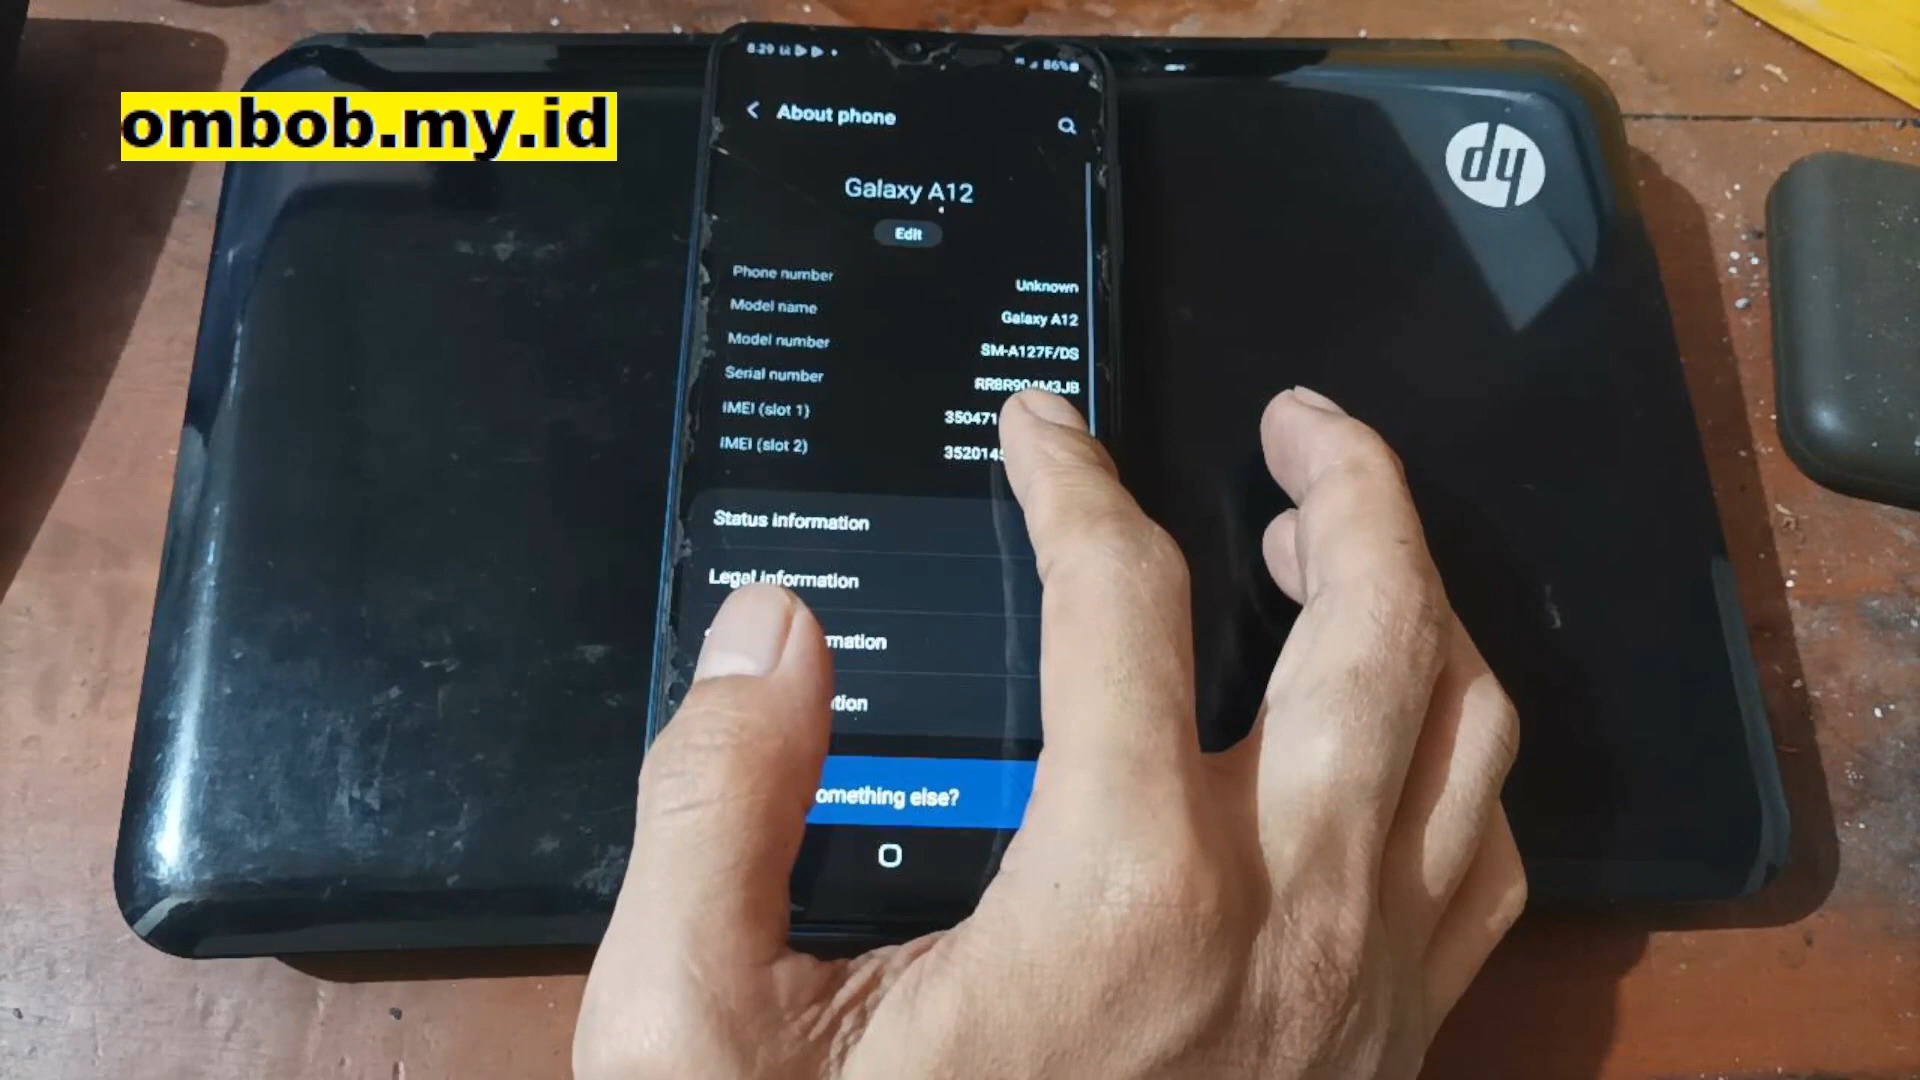 ombob.my.id
8:29
86%
About phone
hp
Galaxy A12
Edit
Phone number Unknown
Model name Galaxy A12
Model number SM-A127F/DS
Serial number RR8R904M3JB
IMEI (slot 1) 350471
IMEI (slot 2) 352014
Status information
Legal information
mation
tion
omething else?